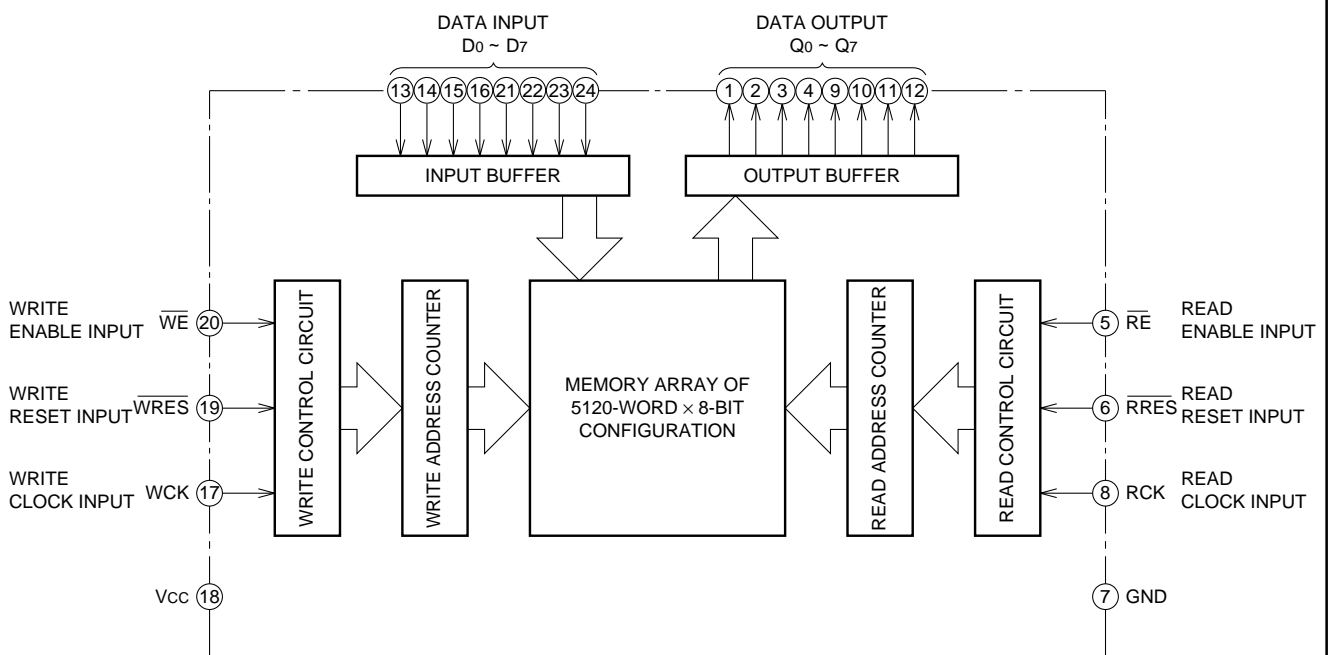 DATA INPUT
D0 ~ D7
DATA OUTPUT
Q0 ~ Q7
13 14 15 16 21 22 23 24
1 2 3 4 9 10 11 12
INPUT BUFFER
OUTPUT BUFFER
WRITE
ENABLE INPUT
WE
20
WRITE
RESET INPUT
WRES
19
WRITE
CLOCK INPUT
WCK
17
Vcc
18
WRITE CONTROL CIRCUIT
WRITE ADDRESS COUNTER
MEMORY ARRAY OF
5120-WORD × 8-BIT
CONFIGURATION
READ ADDRESS COUNTER
READ CONTROL CIRCUIT
5
RE
READ
ENABLE INPUT
6
RRES
READ
RESET INPUT
8
RCK
READ
CLOCK INPUT
7
GND